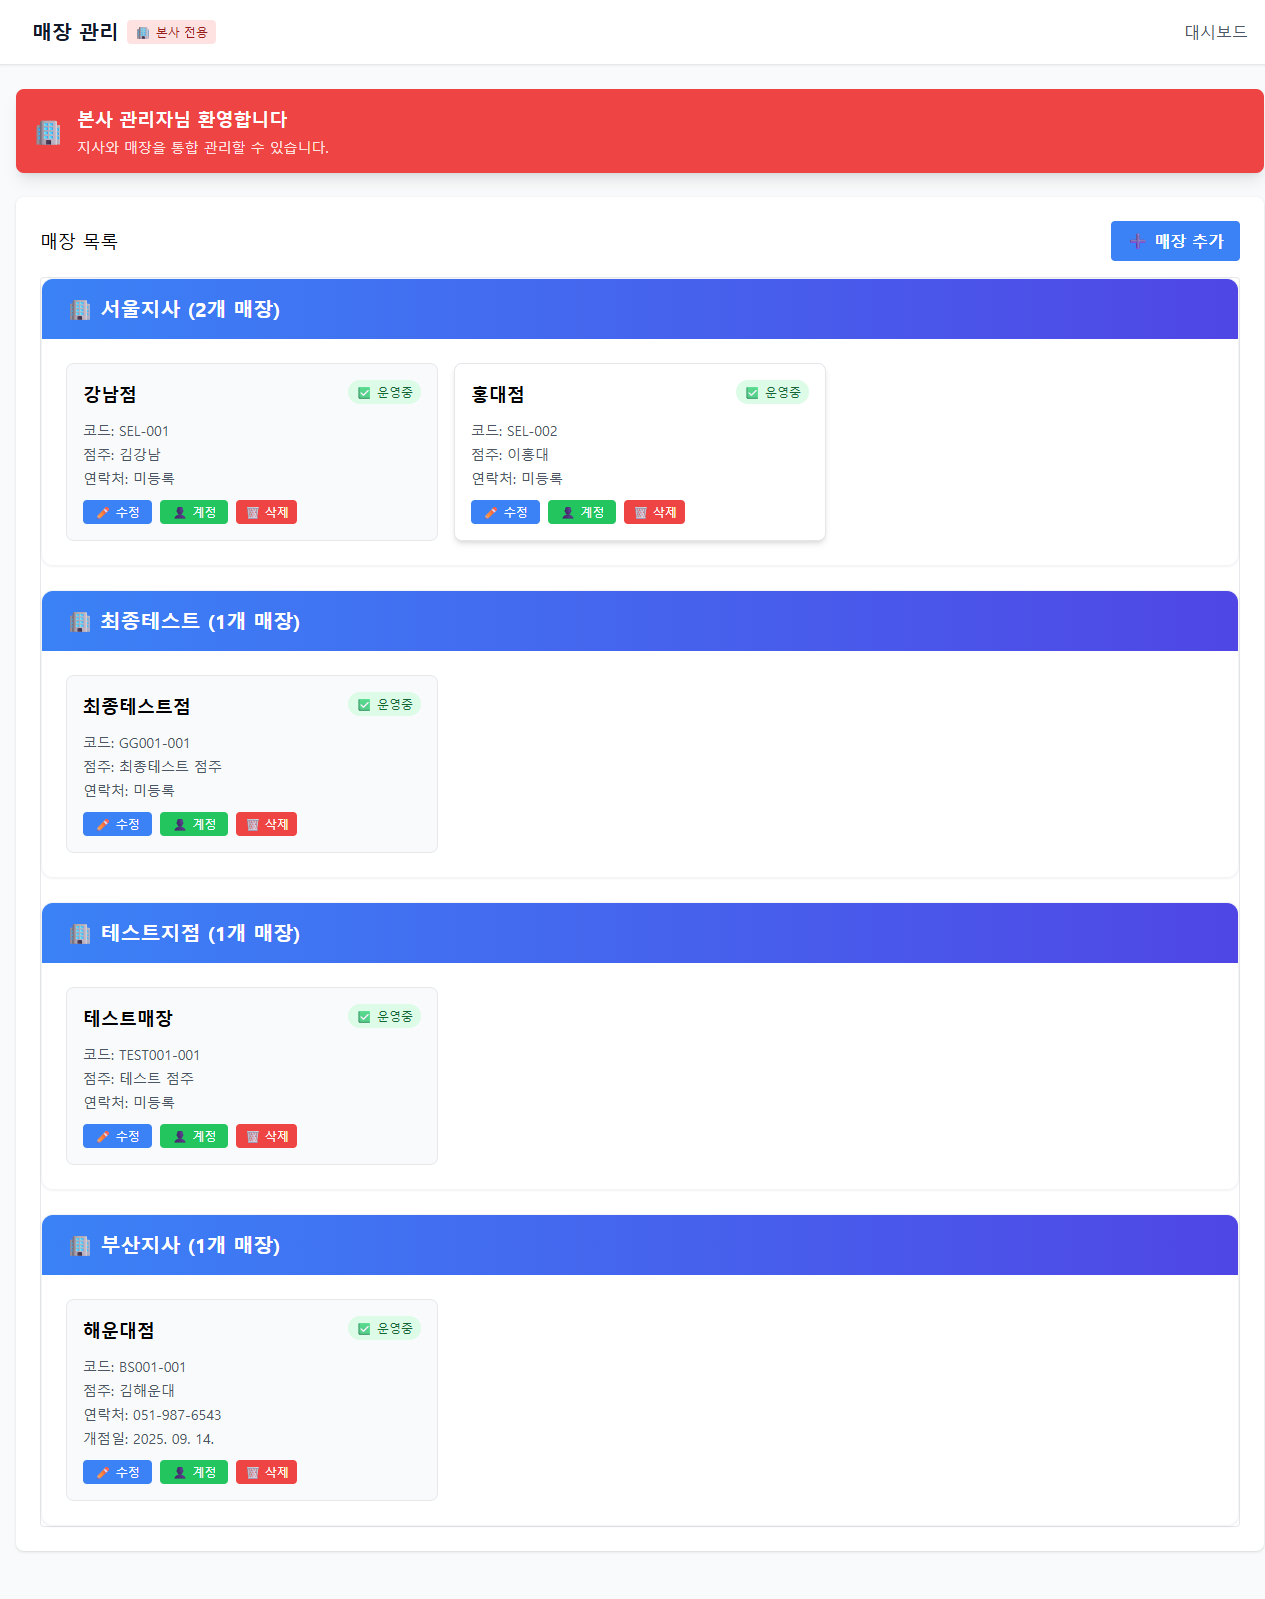 매장 관리 🏢 본사 전용
대시보드
🏢 본사 관리자님 환영합니다
지사와 매장을 통합 관리할 수 있습니다.
매장 목록
➕ 매장 추가
🏢 서울지사 (2개 매장)
강남점
✅ 운영중
코드: SEL-001
점주: 김강남
연락처: 미등록
✏️ 수정 👤 계정 🗑️ 삭제
홍대점
✅ 운영중
코드: SEL-002
점주: 이홍대
연락처: 미등록
✏️ 수정 👤 계정 🗑️ 삭제
🏢 최종테스트 (1개 매장)
최종테스트점
✅ 운영중
코드: GG001-001
점주: 최종테스트 점주
연락처: 미등록
✏️ 수정 👤 계정 🗑️ 삭제
🏢 테스트지점 (1개 매장)
테스트매장
✅ 운영중
코드: TEST001-001
점주: 테스트 점주
연락처: 미등록
✏️ 수정 👤 계정 🗑️ 삭제
🏢 부산지사 (1개 매장)
해운대점
✅ 운영중
코드: BS001-001
점주: 김해운대
연락처: 051-987-6543
개점일: 2025. 09. 14.
✏️ 수정 👤 계정 🗑️ 삭제